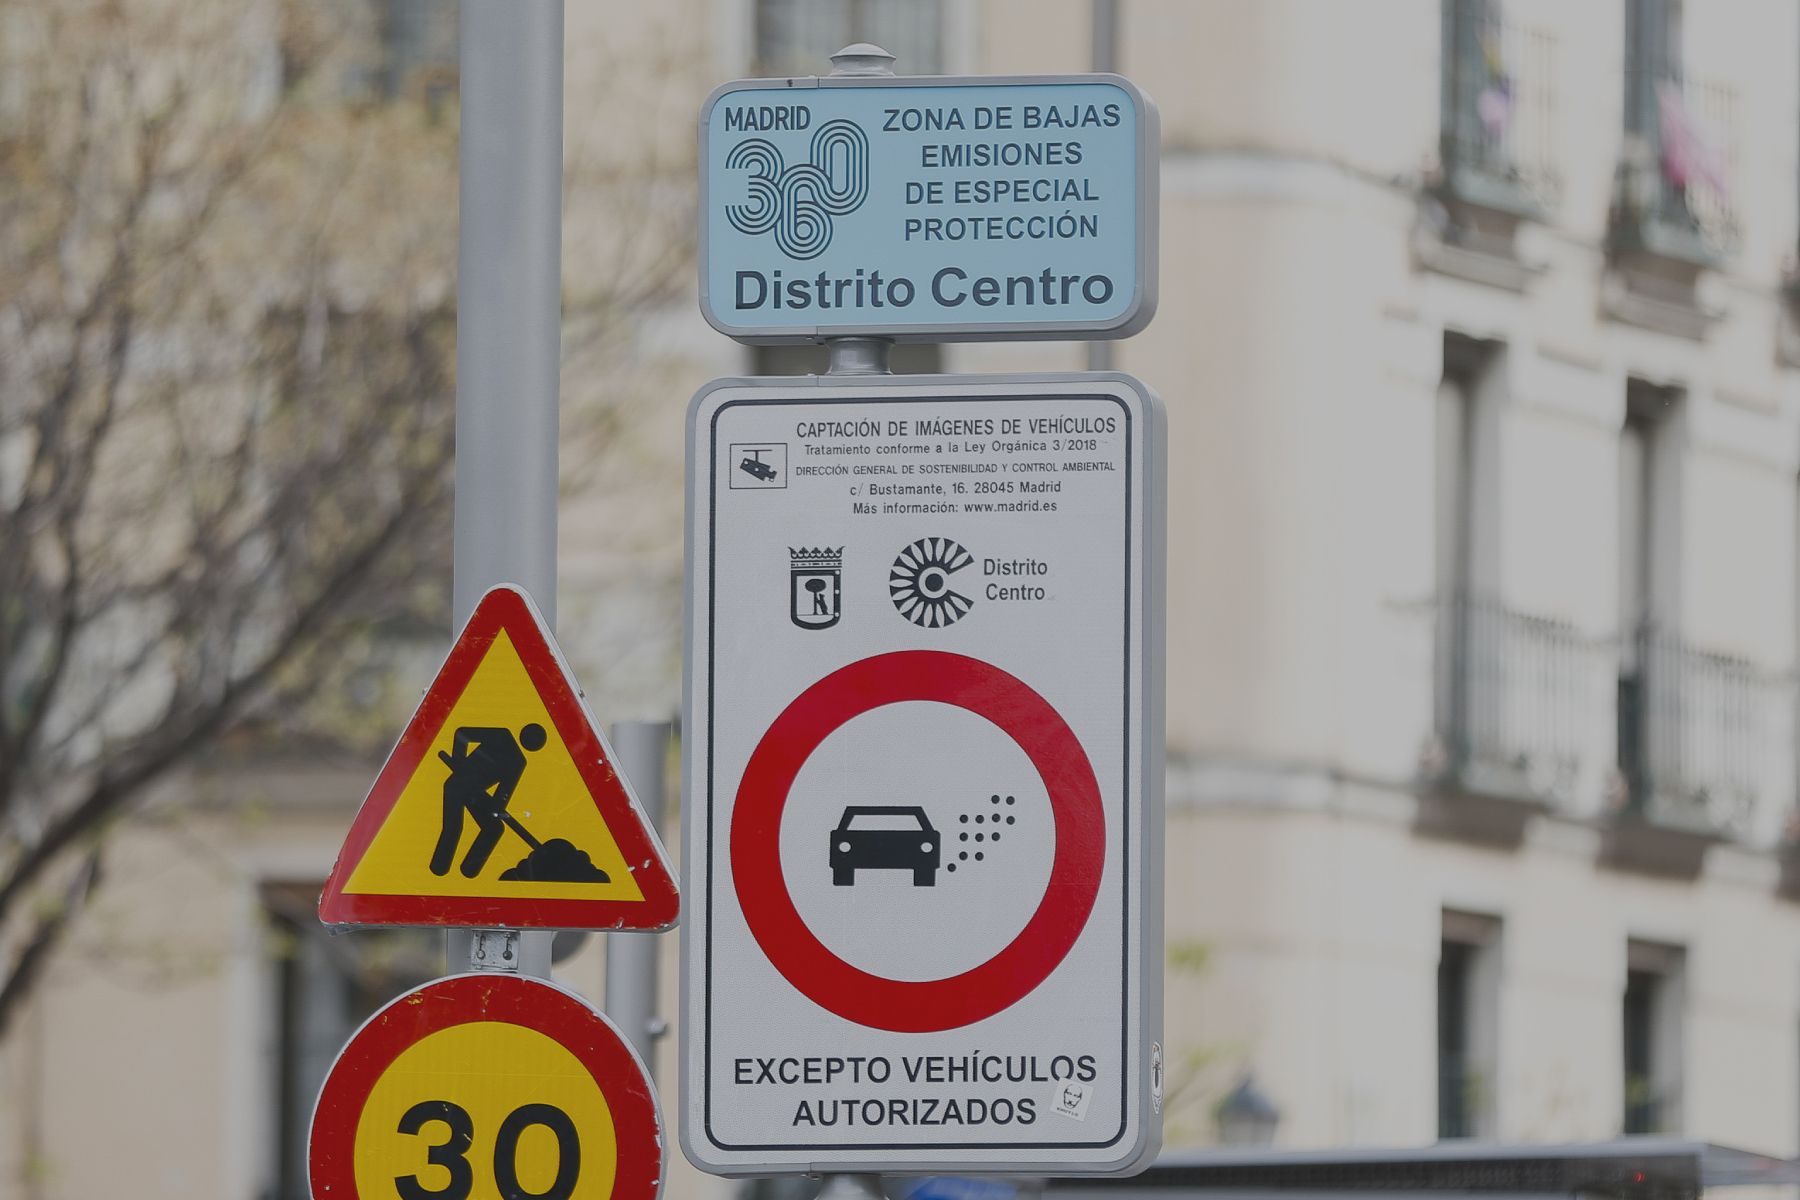 MADRID
360
ZONA DE BAJAS
EMISIONES
DE ESPECIAL
PROTECCIÓN
Distrito Centro
CAPTACIÓN DE IMÁGENES DE VEHÍCULOS
Tratamiento conforme a la Ley Orgánica 3/2018
DIRECCIÓN GENERAL DE SOSTENIBILIDAD Y CONTROL AMBIENTAL
c/ Bustamante, 16. 28045 Madrid
Más información: www.madrid.es
Distrito
Centro
EXCEPTO VEHÍCULOS
AUTORIZADOS
30